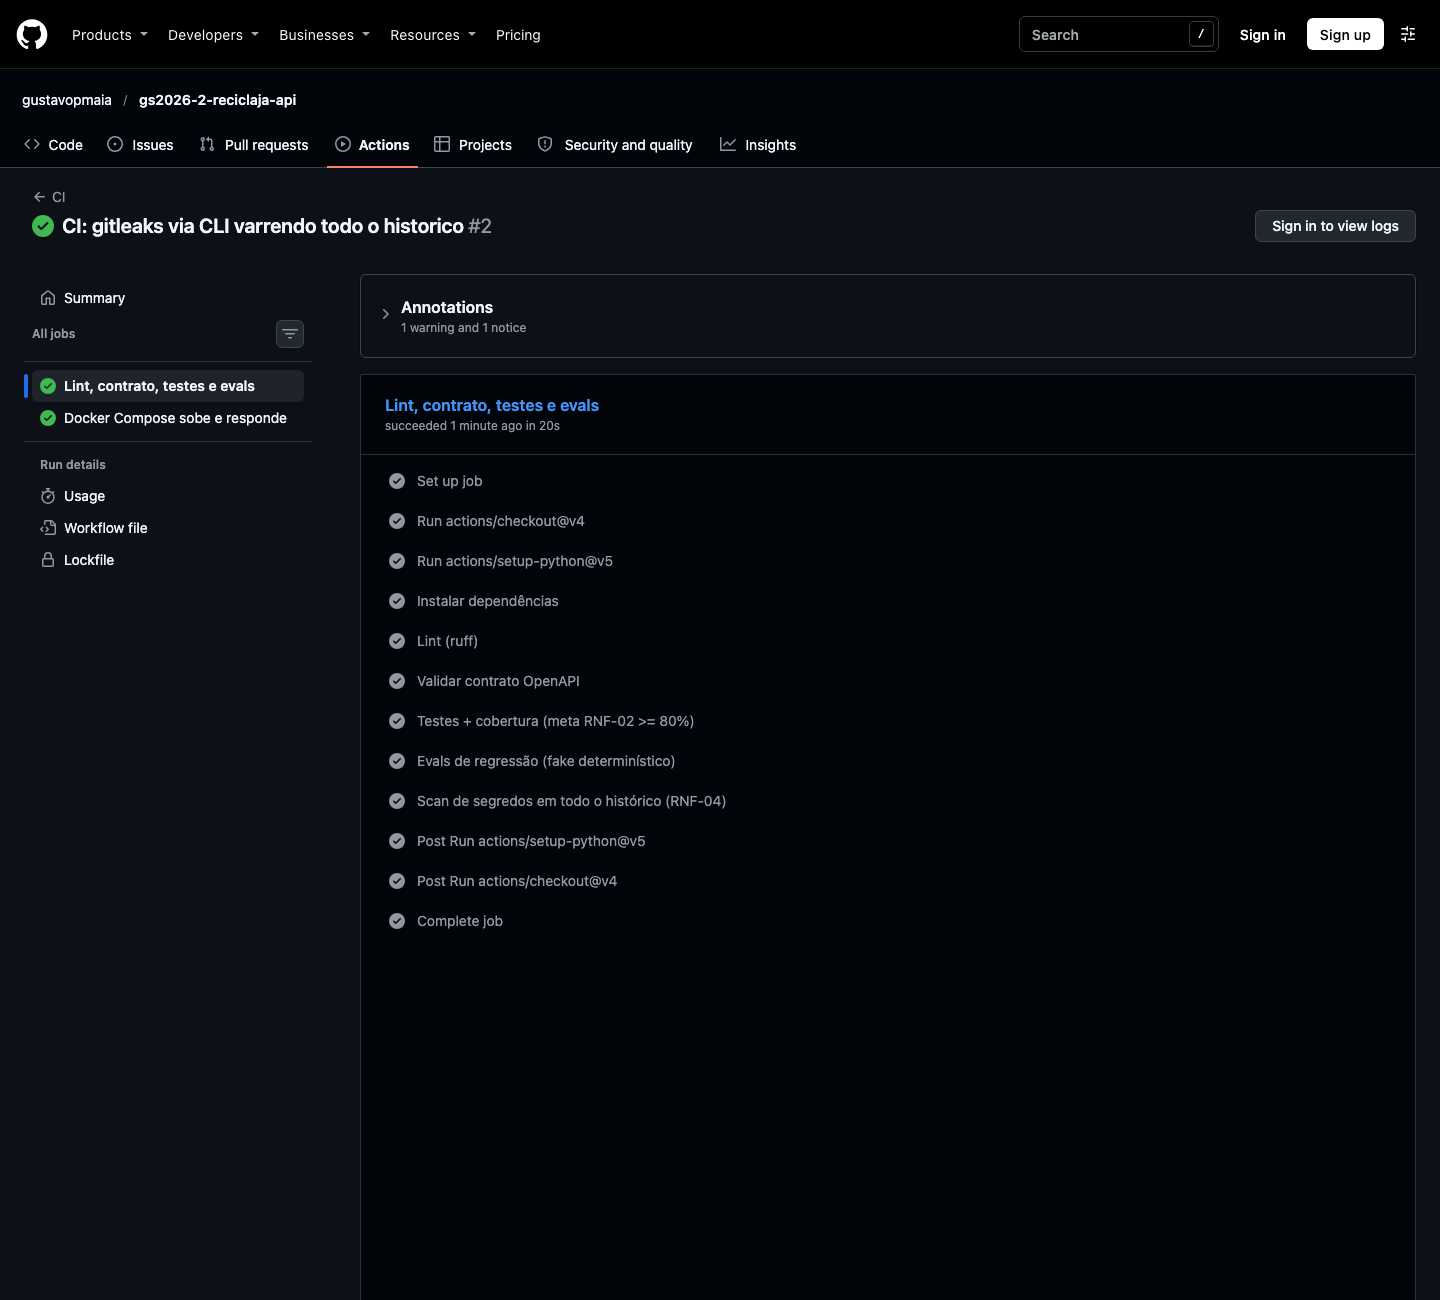 Products Developers Businesses Resources Pricing Search / Sign in Sign up
gustavopmaia / gs2026-2-reciclaja-api
Code Issues Pull requests Actions Projects Security and quality Insights
CI
CI: gitleaks via CLI varrendo todo o historico #2
Sign in to view logs
Summary
All jobs
Lint, contrato, testes e evals
Docker Compose sobe e responde
Run details
Usage
Workflow file
Lockfile
Annotations
1 warning and 1 notice
Lint, contrato, testes e evals
succeeded 1 minute ago in 20s
Set up job
Run actions/checkout@v4
Run actions/setup-python@v5
Instalar dependências
Lint (ruff)
Validar contrato OpenAPI
Testes + cobertura (meta RNF-02 >= 80%)
Evals de regressão (fake determinístico)
Scan de segredos em todo o histórico (RNF-04)
Post Run actions/setup-python@v5
Post Run actions/checkout@v4
Complete job